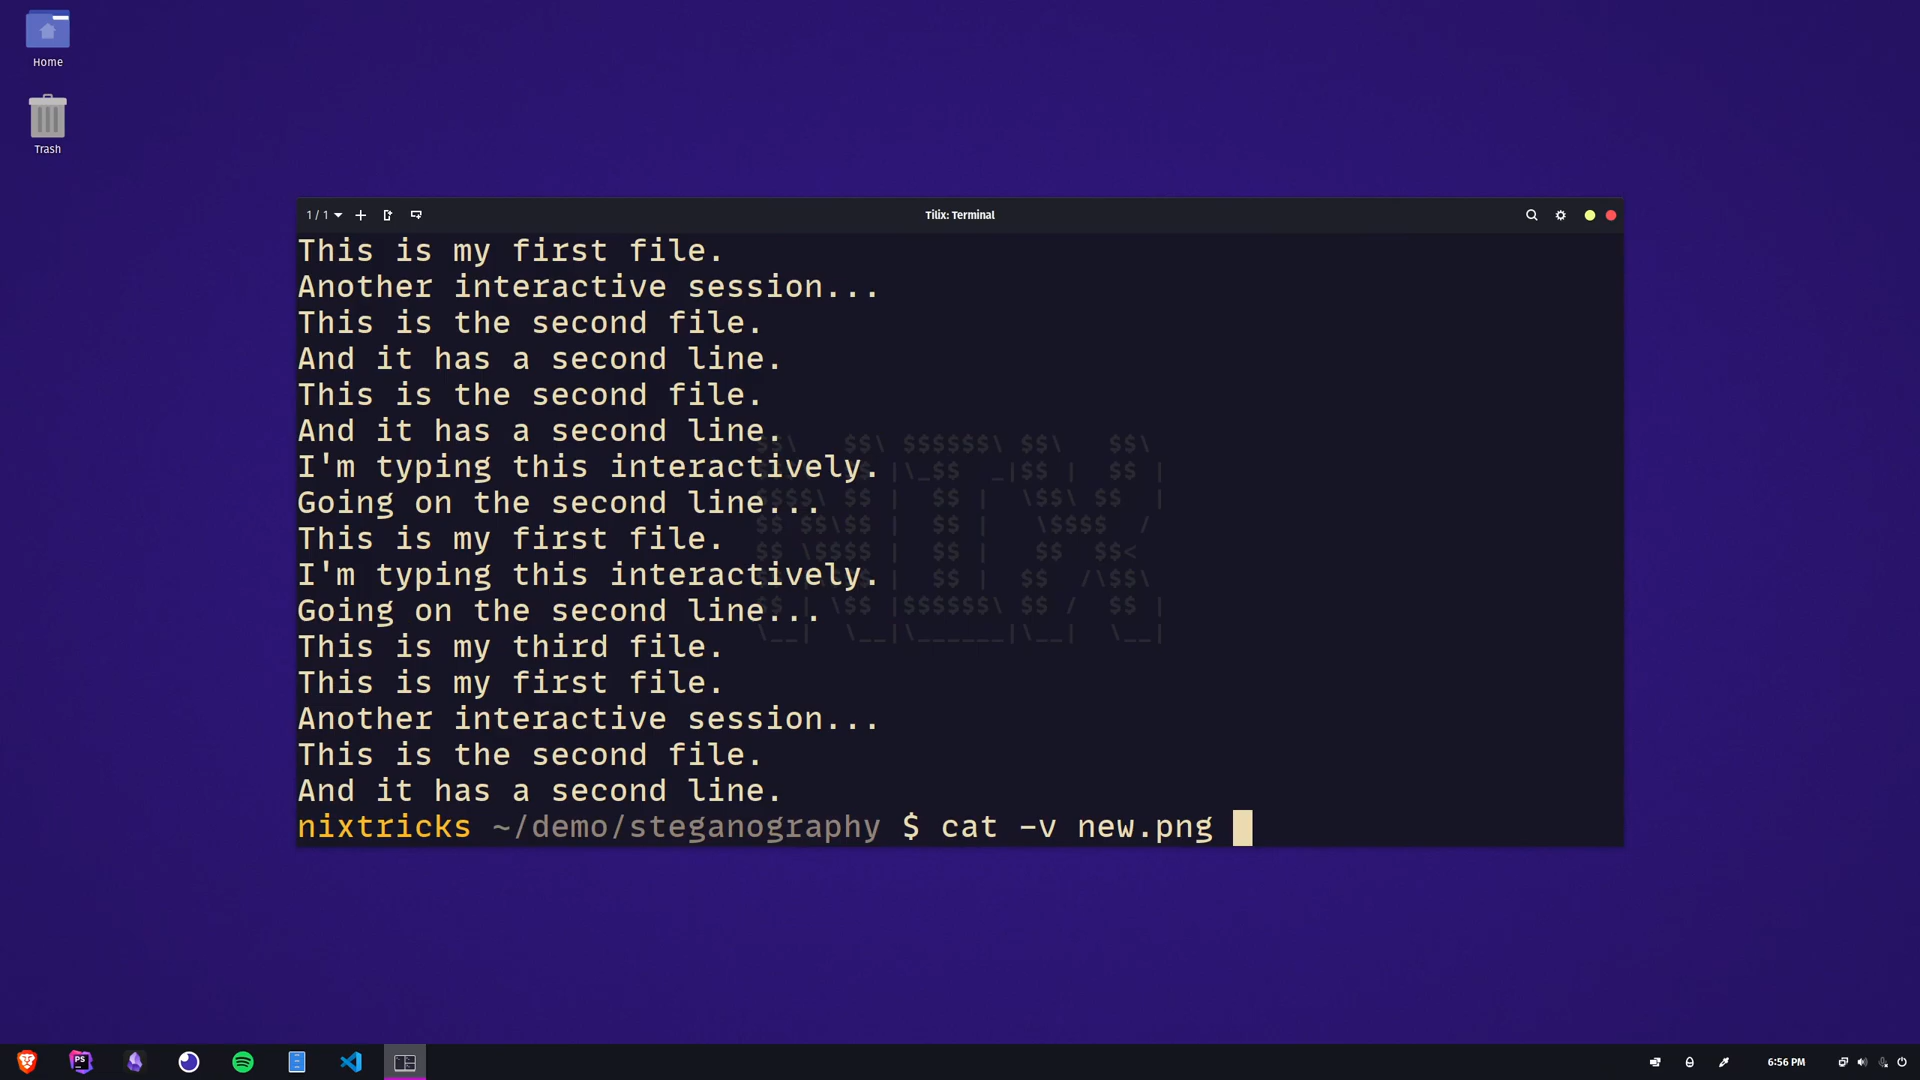 Home
Trash
1 / 1
Tilix: Terminal
This is my first file.
Another interactive session...
This is the second file.
And it has a second line.
This is the second file.
And it has a second line.
I'm typing this interactively.
Going on the second line...
This is my first file.
I'm typing this interactively.
Going on the second line...
This is my third file.
This is my first file.
Another interactive session...
This is the second file.
And it has a second line.
nixtricks ~/demo/steganography $ cat -v new.png
PS
6:56 PM